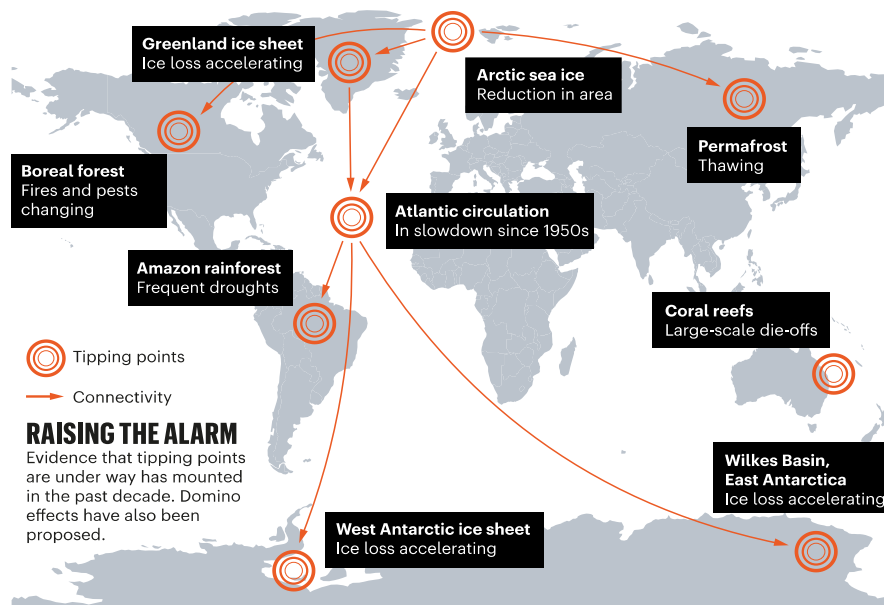 Greenland ice sheet
Ice loss accelerating
Arctic sea ice
Reduction in area
Permafrost
Thawing
Boreal forest
Fires and pests
changing
Atlantic circulation
In slowdown since 1950s
Amazon rainforest
Frequent droughts
Coral reefs
Large-scale die-offs
Tipping points
Connectivity
RAISING THE ALARM
Evidence that tipping points
are under way has mounted
in the past decade. Domino
effects have also been
proposed.
Wilkes Basin,
East Antarctica
Ice loss accelerating
West Antarctic ice sheet
Ice loss accelerating